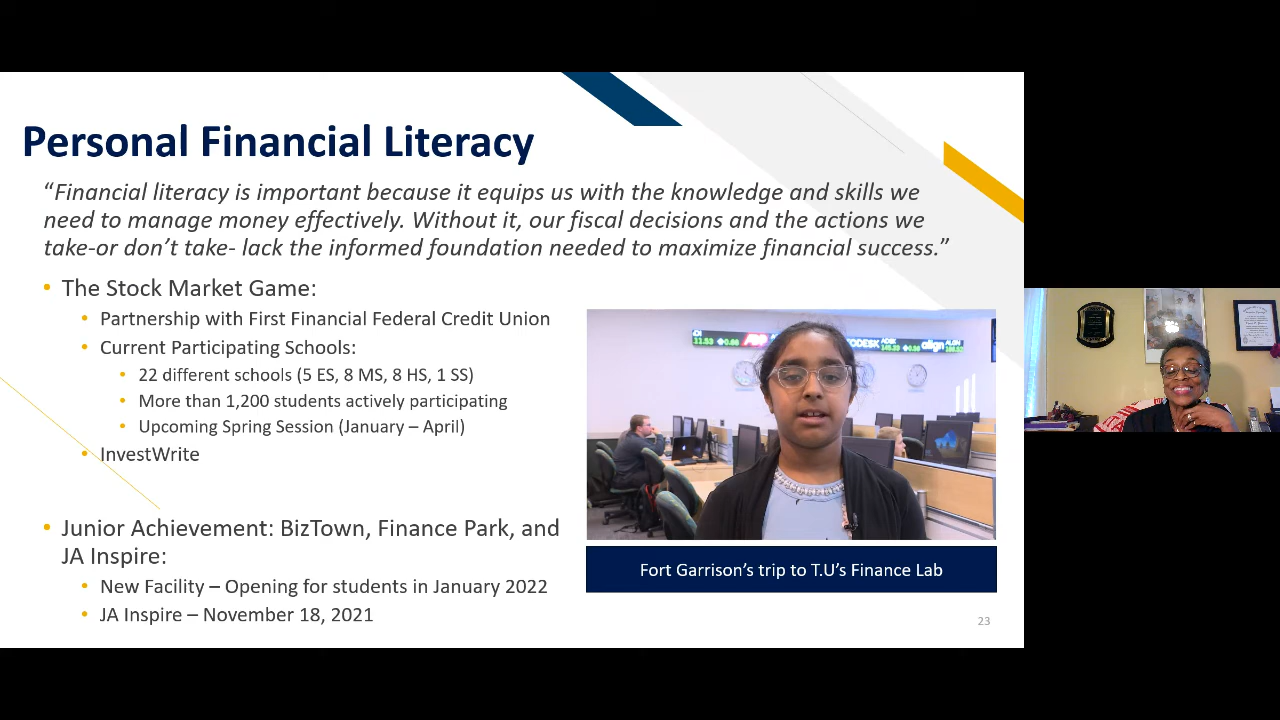 Personal Financial Literacy
“Financial literacy is important because it equips us with the knowledge and skills we
need to manage money effectively. Without it, our fiscal decisions and the actions we
take-or don’t take- lack the informed foundation needed to maximize financial success.”
• The Stock Market Game:
• Partnership with First Financial Federal Credit Union
• Current Participating Schools:
• 22 different schools (5 ES, 8 MS, 8 HS, 1 SS)
• More than 1,200 students actively participating
• Upcoming Spring Session (January – April)
• InvestWrite
• Junior Achievement: BizTown, Finance Park, and
JA Inspire:
• New Facility – Opening for students in January 2022
• JA Inspire – November 18, 2021
ADSK
align
ALGN
Fort Garrison’s trip to T.U’s Finance Lab
23